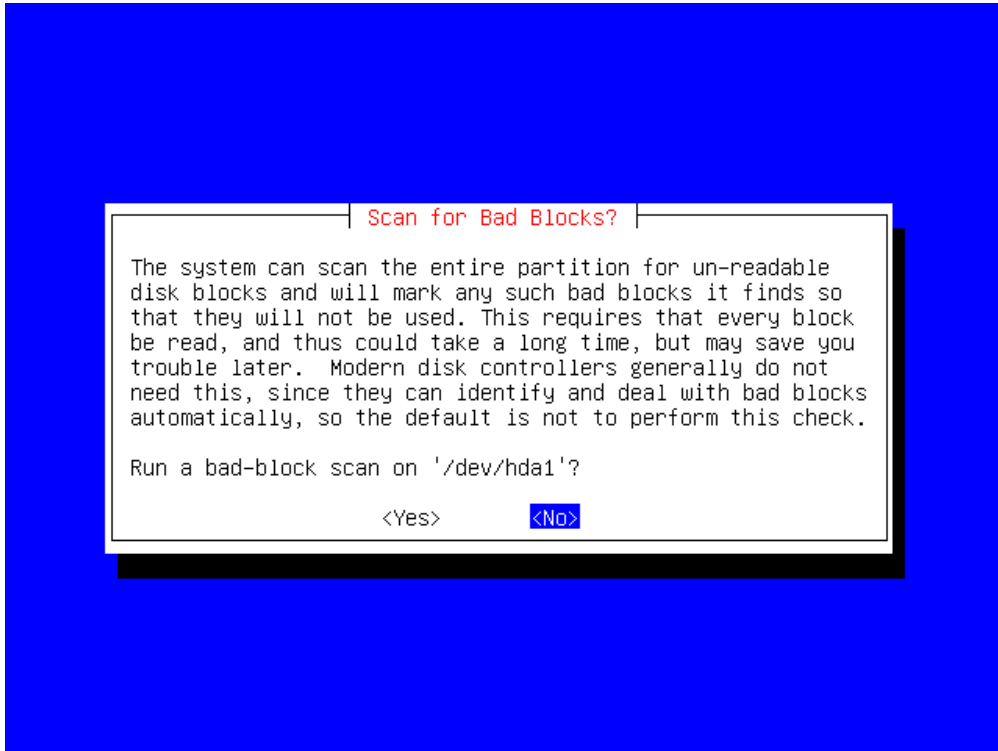 Scan for Bad Blocks?
The system can scan the entire partition for un-readable
disk blocks and will mark any such bad blocks it finds so
that they will not be used. This requires that every block
be read, and thus could take a long time, but may save you
trouble later.  Modern disk controllers generally do not
need this, since they can identify and deal with bad blocks
automatically, so the default is not to perform this check.
Run a bad-block scan on '/dev/hda1'?
<Yes> <No>